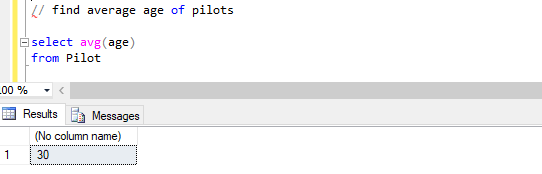 // find average age of pilots
select avg(age)
from Pilot
.00 %
Results Messages
(No column name)
1 30